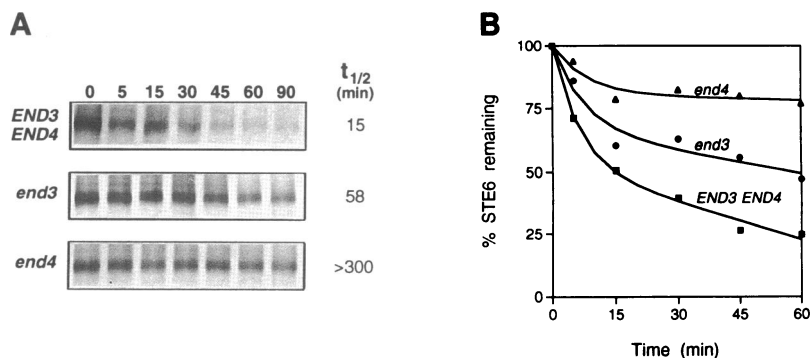 A
t1/2
(min)
0 5 15 30 45 60 90
END3
END4
15
end3
58
end4
>300
B
% STE6 remaining
100
75
50
25
0
end4
end3
END3 END4
0 15 30 45 60
Time (min)